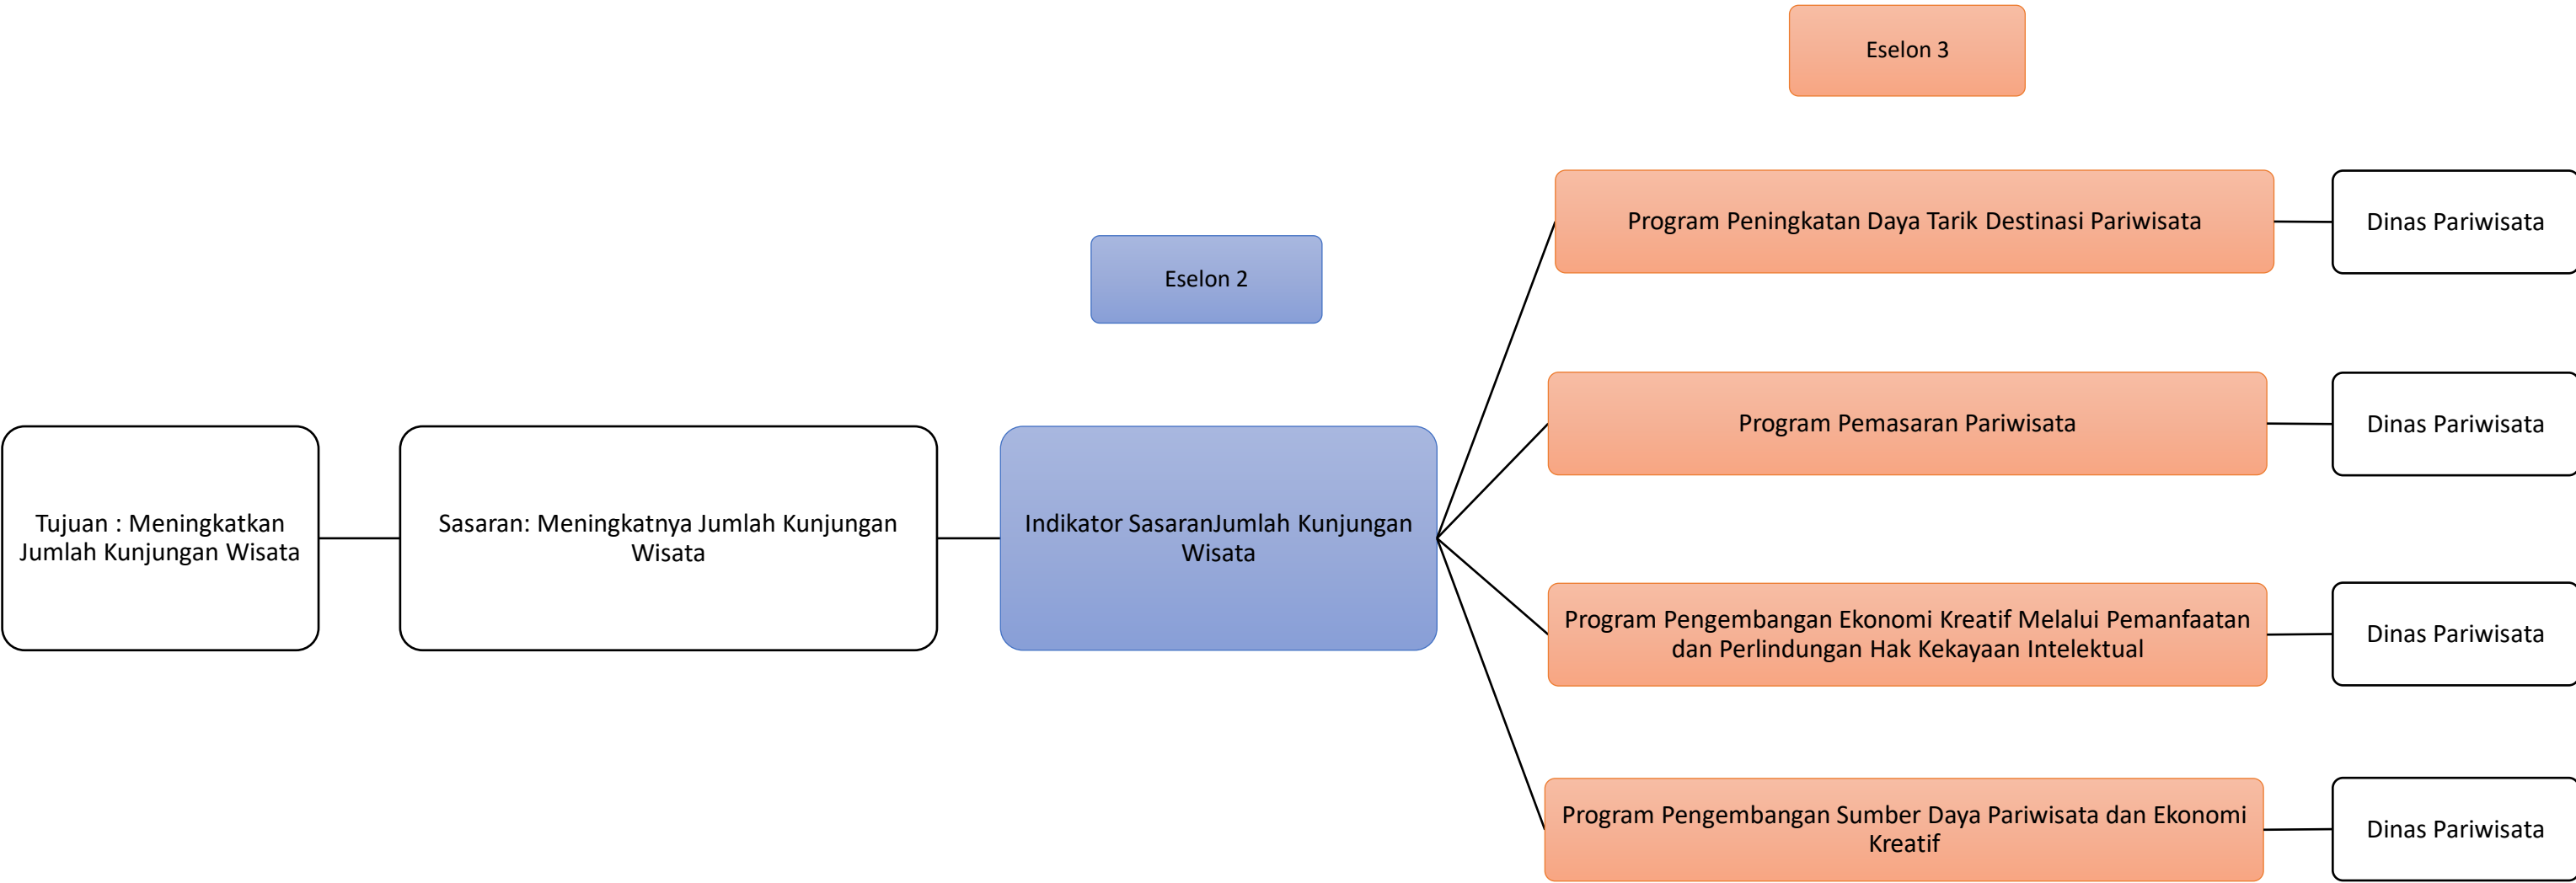 Eselon 3
Eselon 2
Tujuan : Meningkatkan
Jumlah Kunjungan Wisata
Sasaran: Meningkatnya Jumlah Kunjungan
Wisata
Indikator SasaranJumlah Kunjungan
Wisata
Program Peningkatan Daya Tarik Destinasi Pariwisata
Dinas Pariwisata
Program Pemasaran Pariwisata
Dinas Pariwisata
Program Pengembangan Ekonomi Kreatif Melalui Pemanfaatan
dan Perlindungan Hak Kekayaan Intelektual
Dinas Pariwisata
Program Pengembangan Sumber Daya Pariwisata dan Ekonomi
Kreatif
Dinas Pariwisata